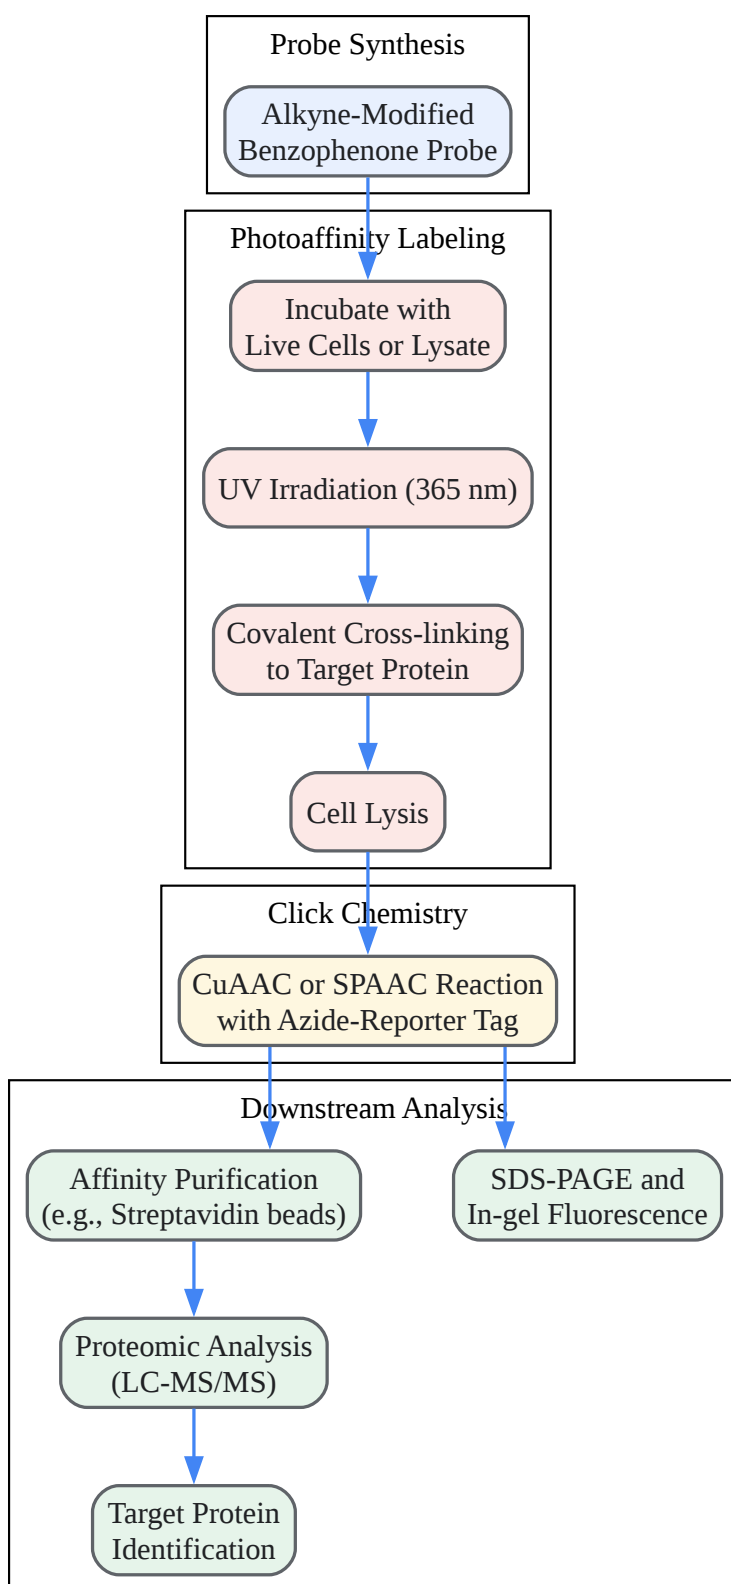 Probe Synthesis
Alkyne-Modified
Benzophenone Probe
Photoaffinity Labeling
Incubate with
Live Cells or Lysate
UV Irradiation (365 nm)
Covalent Cross-linking
to Target Protein
Cell Lysis
Click Chemistry
CuAAC or SPAAC Reaction
with Azide-Reporter Tag
Downstream Analysis
Affinity Purification
(e.g., Streptavidin beads)
SDS-PAGE and
In-gel Fluorescence
Proteomic Analysis
(LC-MS/MS)
Target Protein
Identification